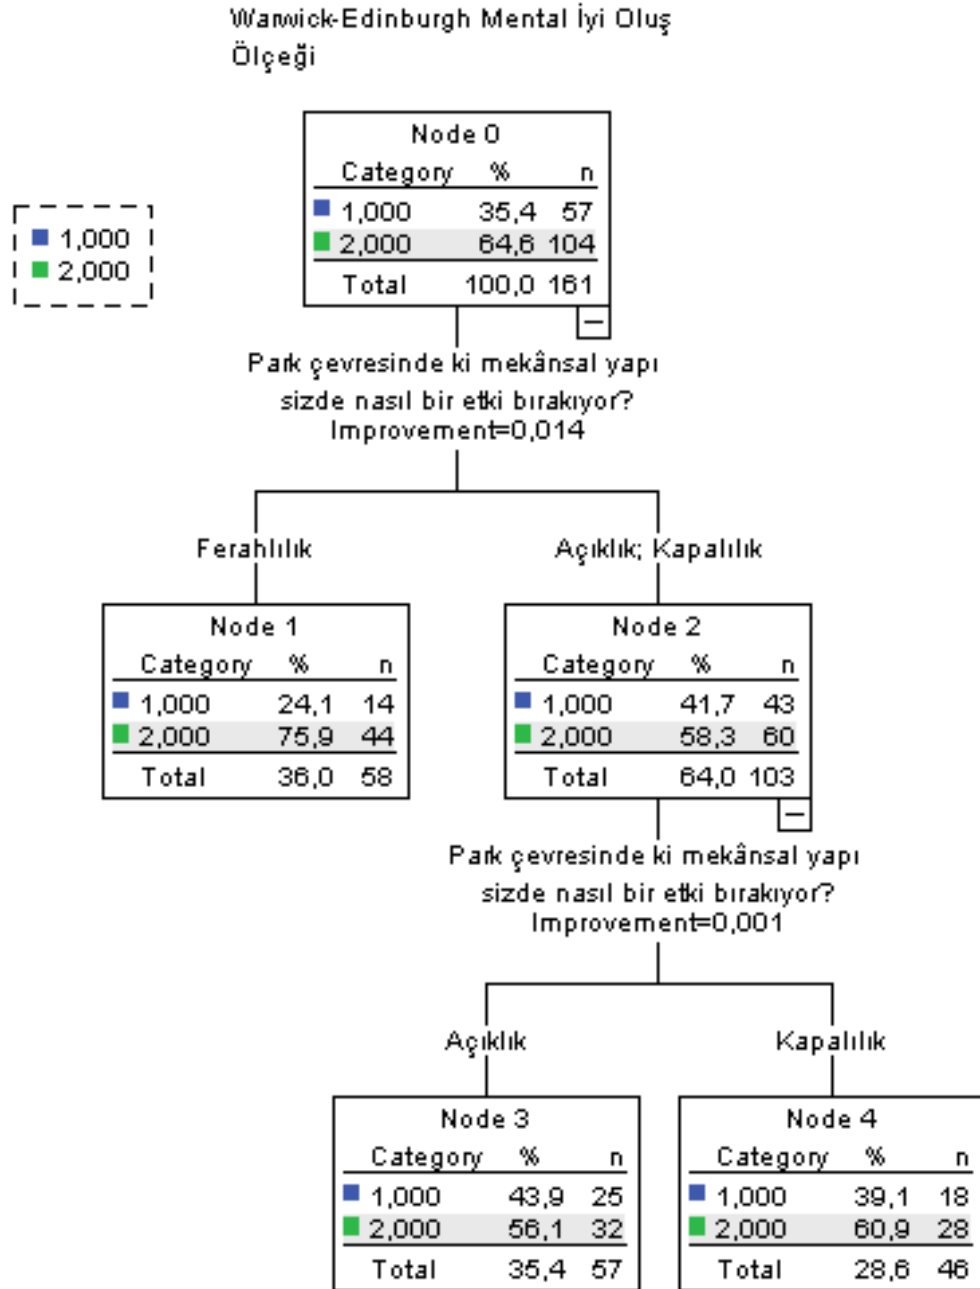 Warwick-Edinburgh Mental İyi Oluş
Ölçeği
1,000
2,000
Node 0
Category % n
1,000 35,4 57
2,000 64,6 104
Total 100,0 161
Park çevresinde ki mekânsal yapı
sizde nasıl bir etki bırakıyor?
Improvement=0,014
Ferahlılık
Açıklık; Kapalılık
Node 1
Category % n
1,000 24,1 14
2,000 75,9 44
Total 36,0 58
Node 2
Category % n
1,000 41,7 43
2,000 58,3 60
Total 64,0 103
Park çevresinde ki mekânsal yapı
sizde nasıl bir etki bırakıyor?
Improvement=0,001
Açıklık
Kapalılık
Node 3
Category % n
1,000 43,9 25
2,000 56,1 32
Total 35,4 57
Node 4
Category % n
1,000 39,1 18
2,000 60,9 28
Total 28,6 46